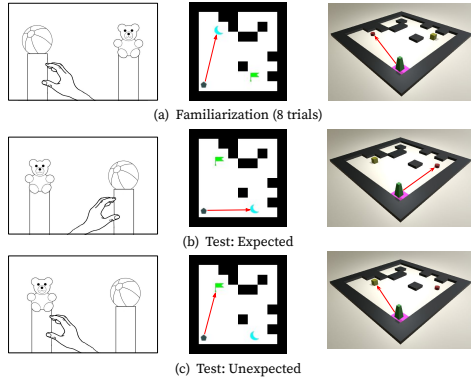 (a) Familiarization (8 trials)
(b) Test: Expected
(c) Test: Unexpected